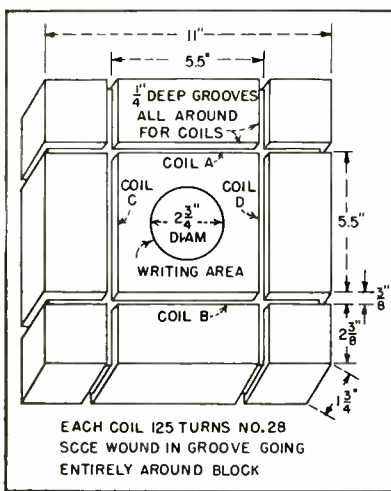 11"
5.5"
1/4" DEEP GROOVES
ALL AROUND
FOR COILS
COIL A
COIL
C
COIL
D
2 3/4"
DIAM
WRITING AREA
5.5"
3/8"
COIL B
2 3/8
1 3/4"
EACH COIL 125 TURNS NO.28
SCCE WOUND IN GROOVE GOING
ENTIRELY AROUND BLOCK